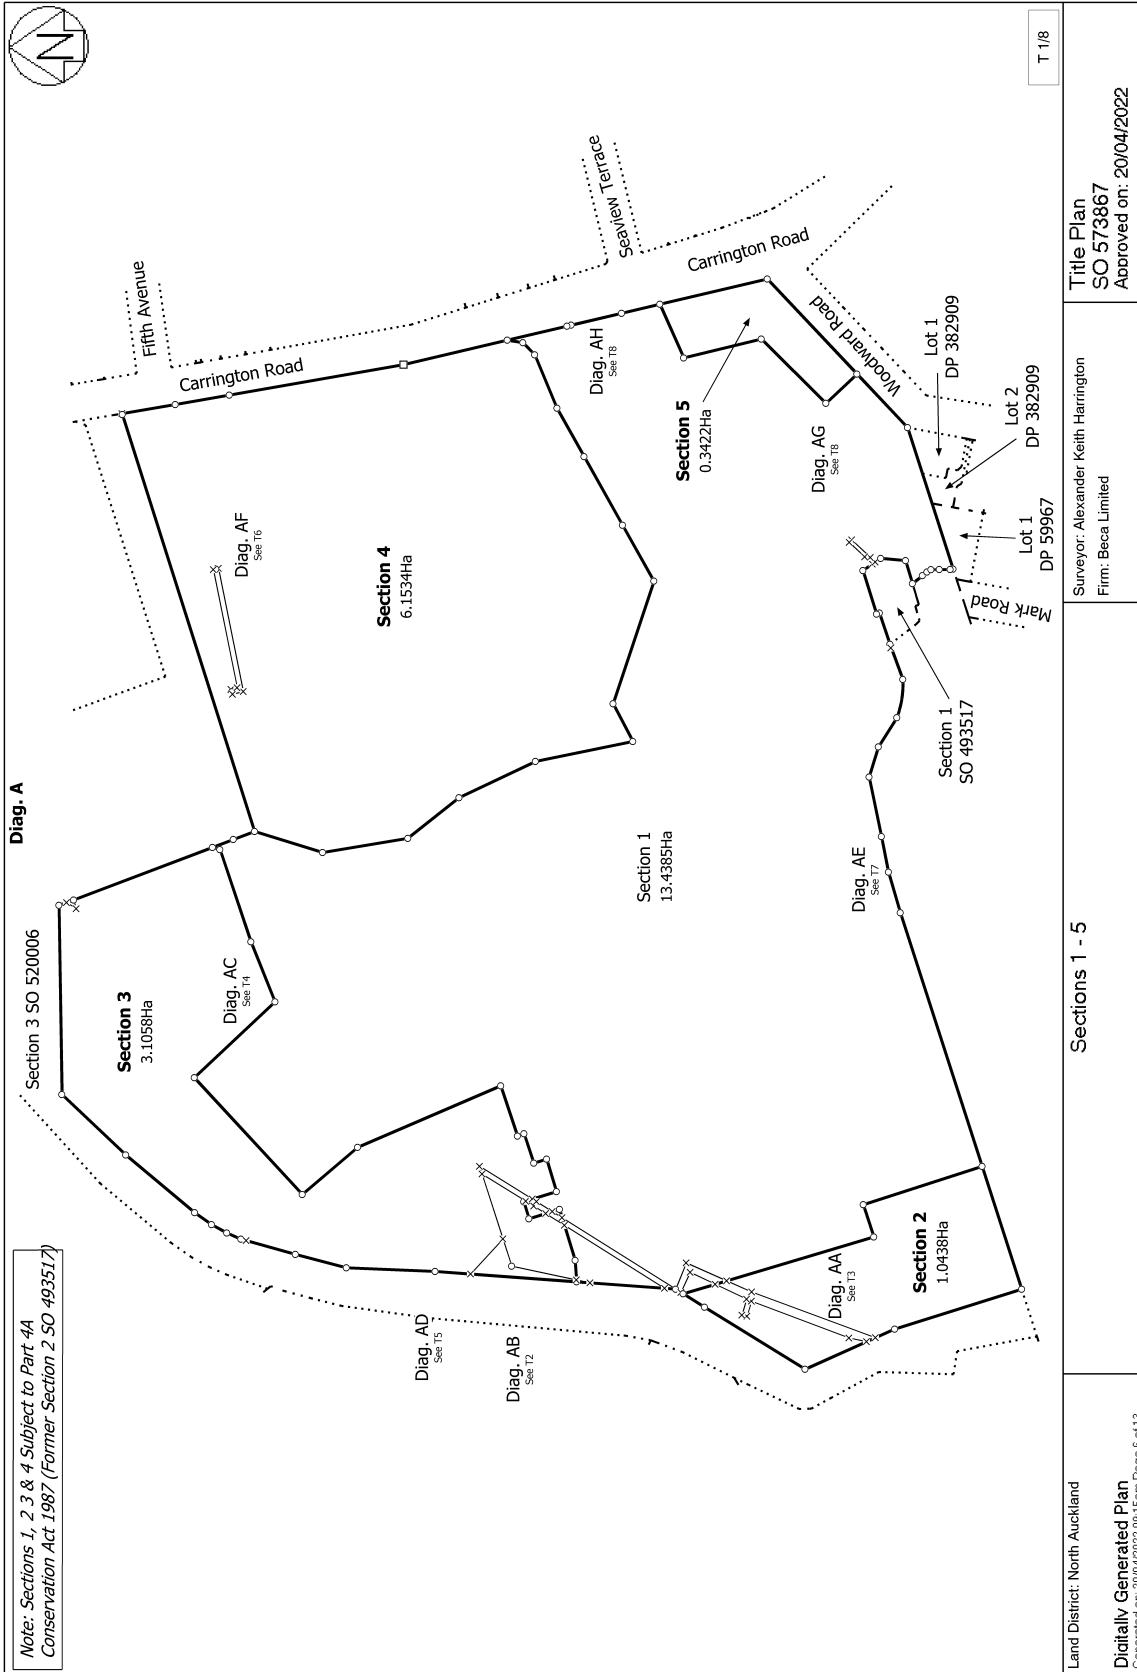 Note: Sections 1, 2 3 & 4 Subject to Part 4A
Conservation Act 1987 (Former Section 2 SO 493517)
Diag. A
N
Section 3 SO 520006
Section 3
3.1058Ha
Diag. AC
See T4
Diag. AD
See T5
Diag. AB
See T2
Diag. AA
See T3
Section 2
1.0438Ha
Section 1
13.4385Ha
Diag. AE
See T7
Section 4
6.1534Ha
Diag. AF
See T6
Carrington Road
Fifth Avenue
Seaview Terrace
Carrington Road
Diag. AH
See T8
Section 5
0.3422Ha
Diag. AG
See T8
Woodward Road
Lot 1
DP 382909
Lot 2
DP 382909
Lot 1
DP 59967
Mark Road
Section 1
SO 493517
T 1/8
Land District: North Auckland
Digitally Generated Plan
Sections 1 - 5
Surveyor: Alexander Keith Harrington
Firm: Beca Limited
Title Plan
SO 573867
Approved on: 20/04/2022